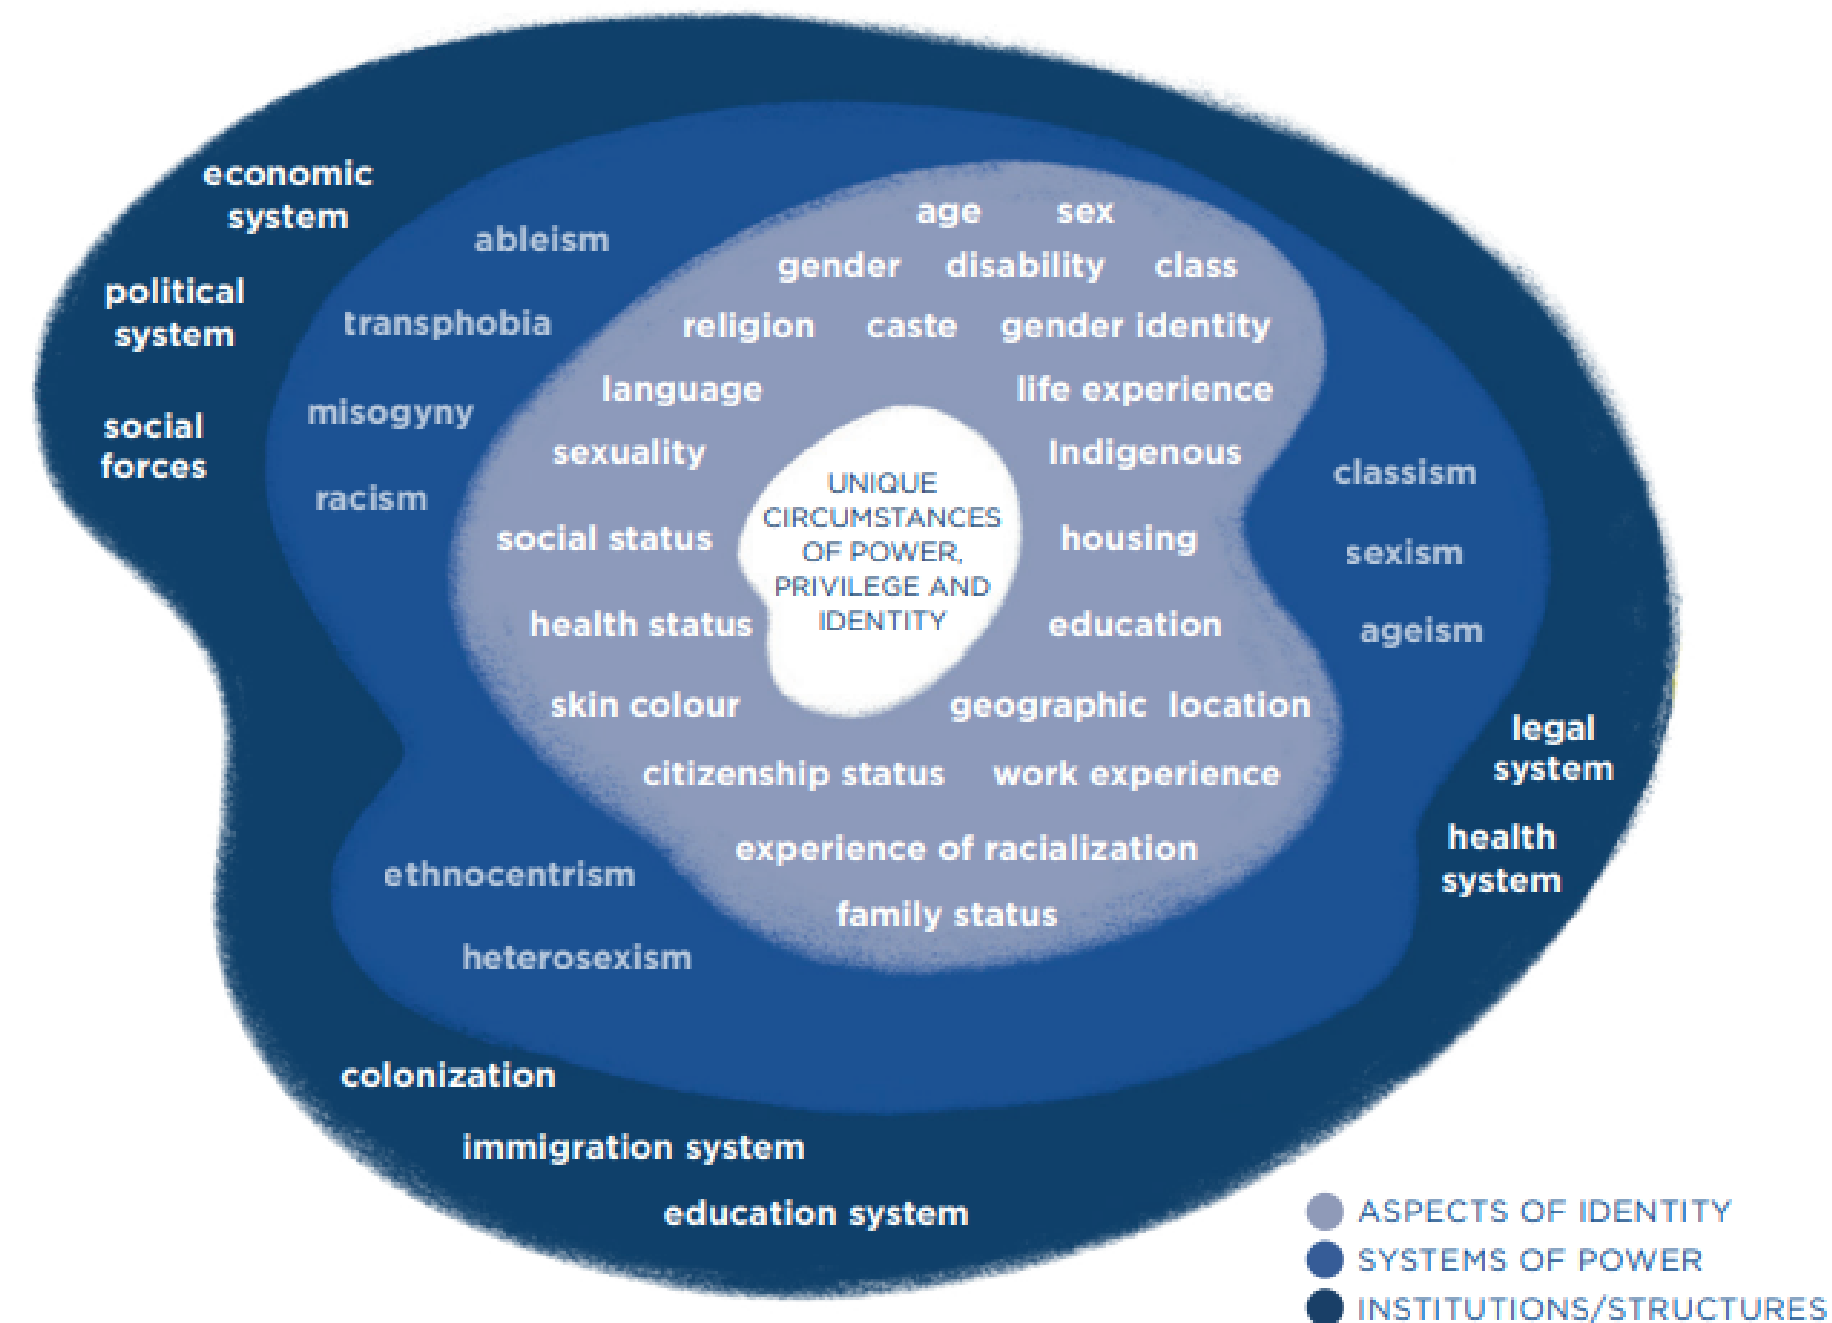 economic
system
political
system
social
forces
ableism
transphobia
misogyny
racism
age sex
gender disability class
religion caste gender identity
language life experience
sexuality Indigenous
social status housing
health status education
skin colour geographic location
citizenship status work experience
experience of racialization
family status
UNIQUE
CIRCUMSTANCES
OF POWER,
PRIVILEGE AND
IDENTITY
classism
sexism
ageism
legal
system
health
system
ethnocentrism
heterosexism
colonization
immigration system
education system
ASPECTS OF IDENTITY
SYSTEMS OF POWER
INSTITUTIONS/STRUCTURES